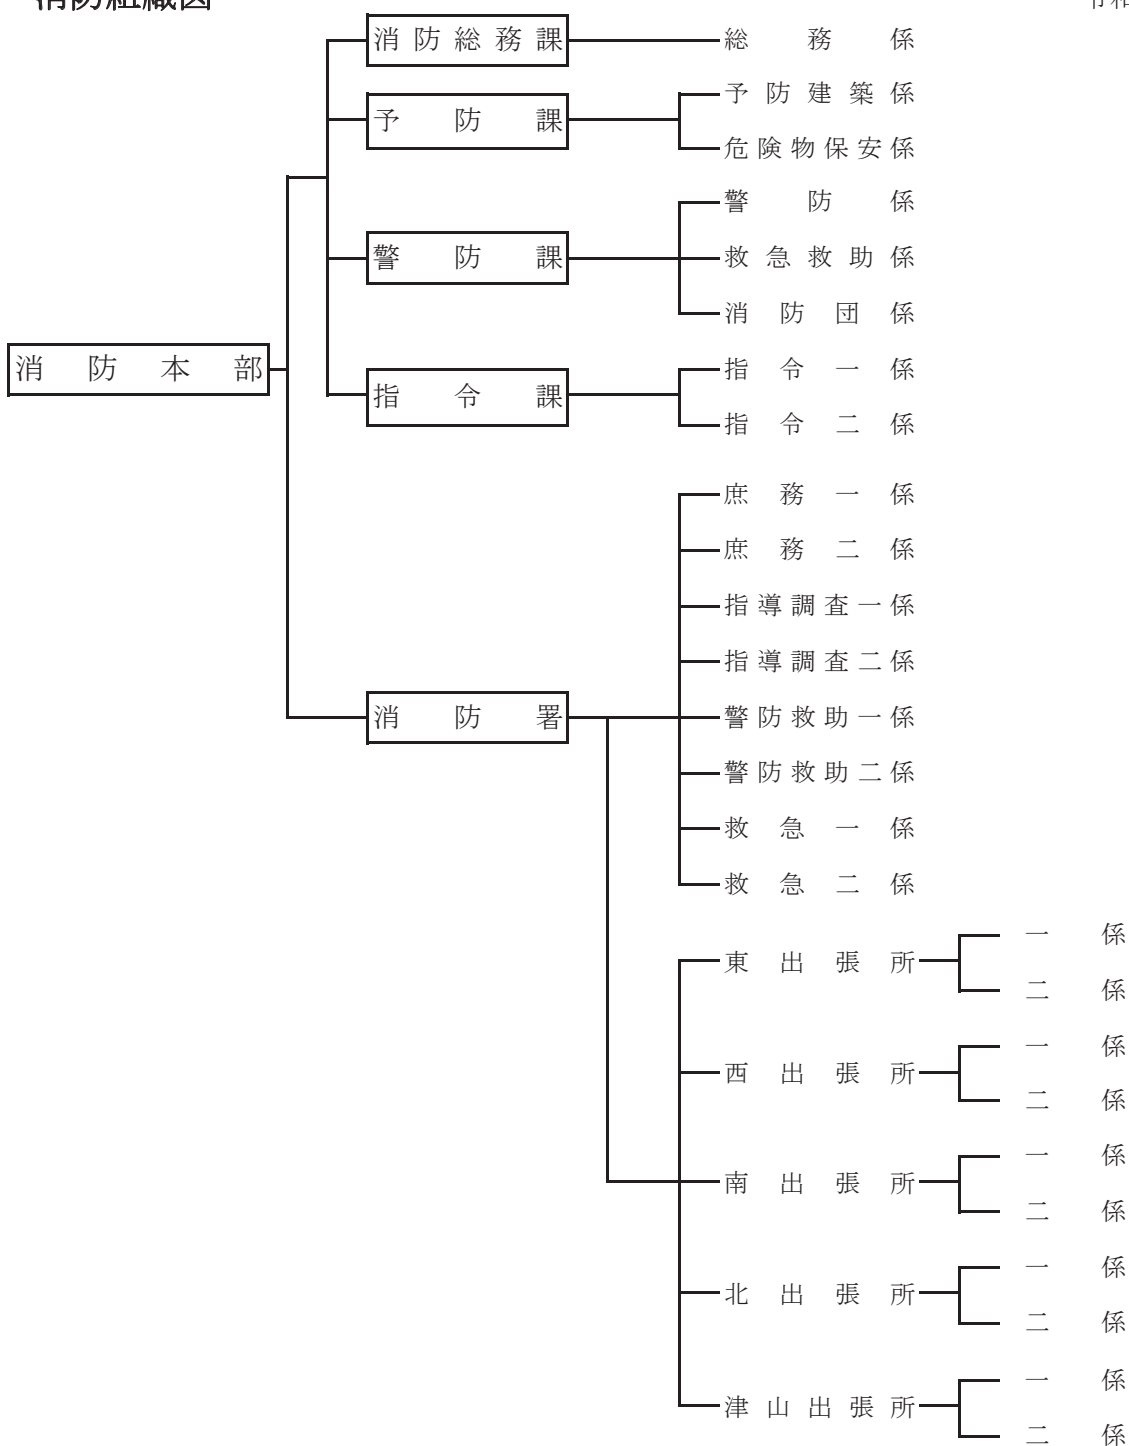 消防組織図
令和
消防総務課 総務係
予防建築係
予防課
危険物保安係
警防係
警防課 救急救助係
消防団係
消防本部
指令一係
指令課
指令二係
庶務一係
庶務二係
指導調査一係
指導調査二係
消防署 警防救助一係
警防救助二係
救急一係
救急二係
一係
東出張所
二係
一係
西出張所
二係
一係
南出張所
二係
一係
北出張所
二係
一係
津山出張所
二係